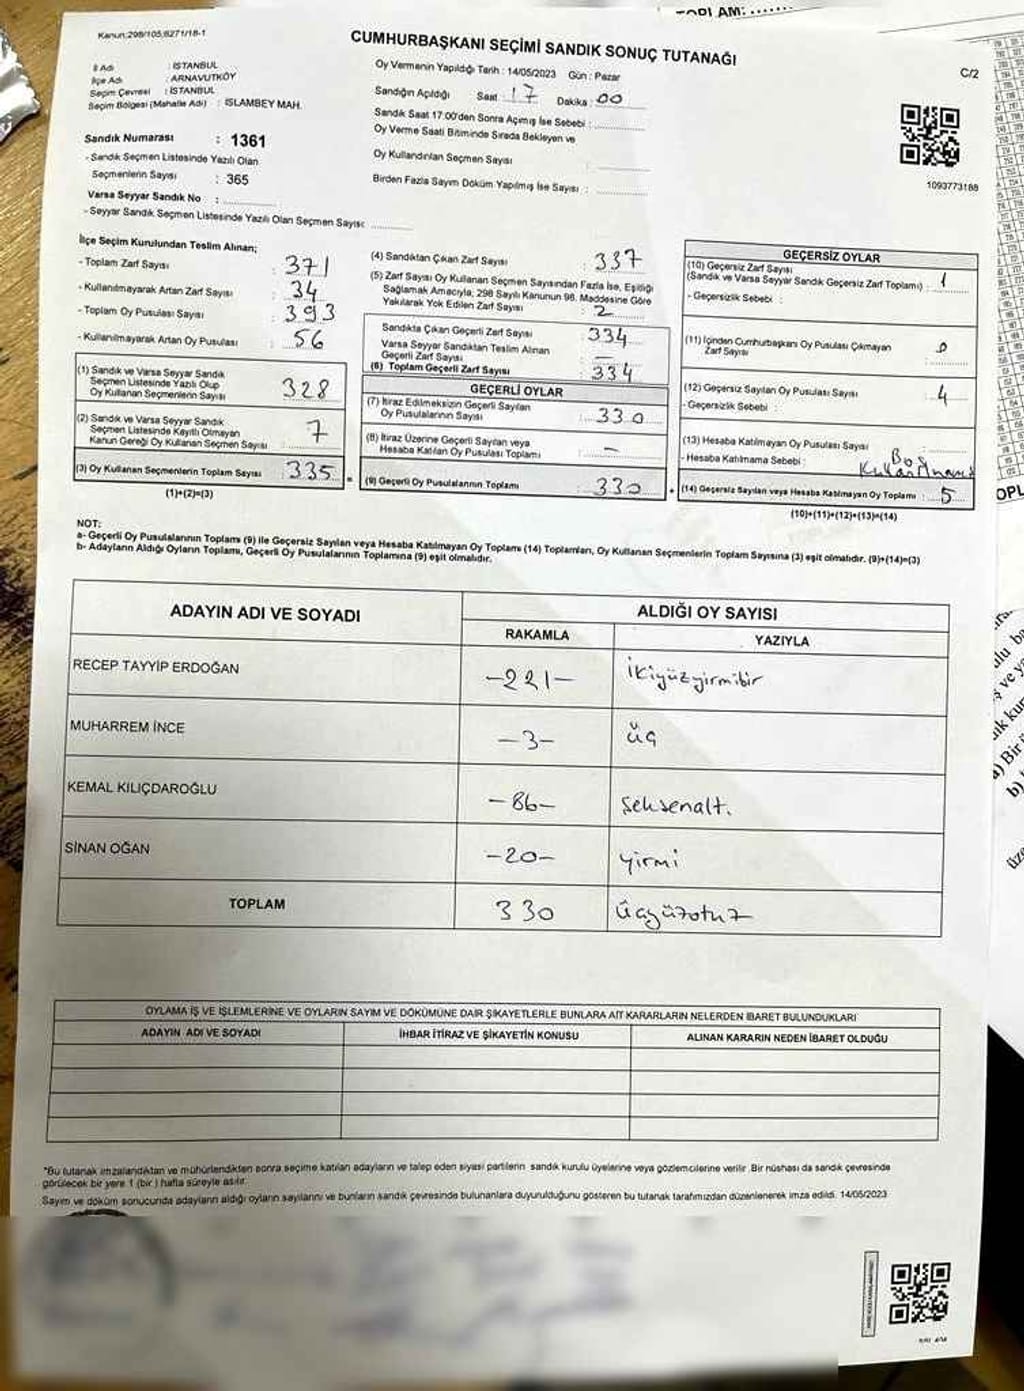 TOPLAM:......
Kanun:298/105,6271/18-1
CUMHURBAŞKANI SEÇİMİ SANDIK SONUÇ TUTANAĞI
C/2
İl Adı : İSTANBUL
İlçe Adı : ARNAVUTKÖY
Seçim Çevresi : İSTANBUL
Seçim Bölgesi (Mahalle Adı) : İSLAMBEY MAH.
Oy Vermenin Yapıldığı Tarih : 14/05/2023 Gün : Pazar
Sandığın Açıldığı Saat 17 Dakika : 00
Sandık Saat 17.00'den Sonra Açılmış İse Sebebi :
Oy Verme Saati Bitiminde Sırada Bekleyen ve
Oy Kullandırılan Seçmen Sayısı :
Birden Fazla Sayım Döküm Yapılmış İse Sayısı :
1093773188
Sandık Numarası : 1361
- Sandık Seçmen Listesinde Yazılı Olan
Seçmenlerin Sayısı : 365
Varsa Seyyar Sandık No :
- Seyyar Sandık Seçmen Listesinde Yazılı Olan Seçmen Sayısı:
İlçe Seçim Kurulundan Teslim Alınan;
- Toplam Zarf Sayısı : 371
- Kullanılmayarak Artan Zarf Sayısı : 34
- Toplam Oy Pusulası Sayısı : 393
- Kullanılmayarak Artan Oy Pusulası : 56
(1) Sandık ve Varsa Seyyar Sandık
Seçmen Listesinde Yazılı Olup
Oy Kullanan Seçmenlerin Sayısı : 328
(2) Sandık ve Varsa Seyyar Sandık
Seçmen Listesinde Kayıtlı Olmayan
Kanun Gereği Oy Kullanan Seçmen Sayısı : 7
(3) Oy Kullanan Seçmenlerin Toplam Sayısı : 335
(1)+(2)=(3)
(4) Sandıktan Çıkan Zarf Sayısı : 337
(5) Zarf Sayısı Oy Kullanan Seçmen Sayısından Fazla İse, Eşitliği
Sağlamak Amacıyla; 298 Sayılı Kanunun 98. Maddesine Göre
Yakılarak Yok Edilen Zarf Sayısı : 2
Sandıkta Çıkan Geçerli Zarf Sayısı : 334
Varsa Seyyar Sandıktan Teslim Alınan
Geçerli Zarf Sayısı : —
(6) Toplam Geçerli Zarf Sayısı : 334
GEÇERLİ OYLAR
(7) İtiraz Edilmeksizin Geçerli Sayılan
Oy Pusulalarının Sayısı : 330
(8) İtiraz Üzerine Geçerli Sayılan veya
Hesaba Katılan Oy Pusulası Toplamı : —
(9) Geçerli Oy Pusulalarının Toplamı : 330
GEÇERSİZ OYLAR
(10) Geçersiz Zarf Sayısı
(Sandık ve Varsa Seyyar Sandık Geçersiz Zarf Toplamı) : 1
- Geçersizlik Sebebi :
(11) İçinden Cumhurbaşkanı Oy Pusulası Çıkmayan
Zarf Sayısı : 0
(12) Geçersiz Sayılan Oy Pusulası Sayısı : 4
- Geçersizlik Sebebi :
(13) Hesaba Katılmayan Oy Pusulası Sayısı :
- Hesaba Katılmama Sebebi : Boş
(14) Geçersiz Sayılan veya Hesaba Katılmayan Oy Toplamı : 5
(10)+(11)+(12)+(13)=(14)
NOT:
a- Geçerli Oy Pusulalarının Toplamı (9) ile Geçersiz Sayılan veya Hesaba Katılmayan Oy Toplamı (14) Toplamları, Oy Kullanan Seçmenlerin Toplam Sayısına (3) eşit olmalıdır. (9)+(14)=(3)
b- Adayların Aldığı Oyların Toplamı, Geçerli Oy Pusulalarının Toplamına (9) eşit olmalıdır.
ADAYIN ADI VE SOYADI
ALDIĞI OY SAYISI
RAKAMLA YAZIYLA
RECEP TAYYİP ERDOĞAN -221- ikiyüzyirmibir
MUHARREM İNCE -3- üç
KEMAL KILIÇDAROĞLU -86- seksenaltı
SİNAN OĞAN -20- yirmi
TOPLAM 330 üçyüzotuz
OYLAMA İŞ VE İŞLEMLERİNE VE OYLARIN SAYIM VE DÖKÜMÜNE DAİR ŞİKAYETLERLE BUNLARA AİT KARARLARIN NELERDEN İBARET BULUNDUKLARI
ADAYIN ADI VE SOYADI İHBAR İTİRAZ VE ŞİKAYETİN KONUSU ALINAN KARARIN NEDEN İBARET OLDUĞU
*Bu tutanak imzalandıktan ve mühürlendikten sonra seçime katılan adayların ve talep eden siyasi partilerin sandık kurulu üyelerine veya gözlemcilerine verilir. Bir nüshası da sandık çevresinde
görülecek bir yere 1 (bir) hafta süreyle asılır.
Sayım ve döküm sonucunda adayların aldığı oyların sayılarını ve bunların sandık çevresinde bulunanlara duyurulduğunu gösteren bu tutanak tarafımızdan düzenlenerek imza edildi. 14/05/2023